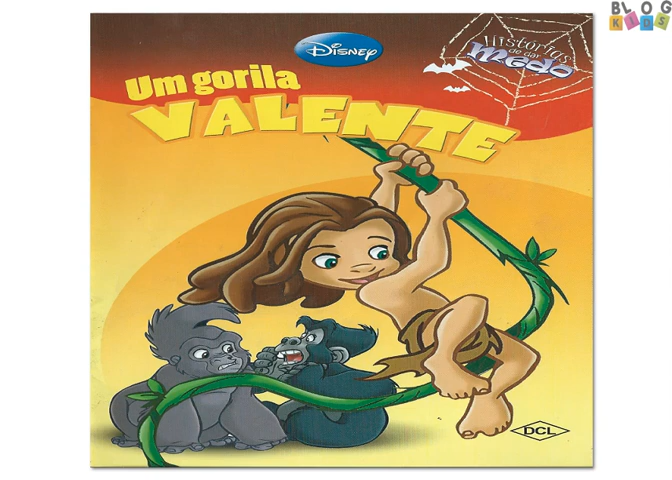 BLOG
KIDS
Disney
Histórias
de dar
Medo
Um gorila
VALENTE
DCL